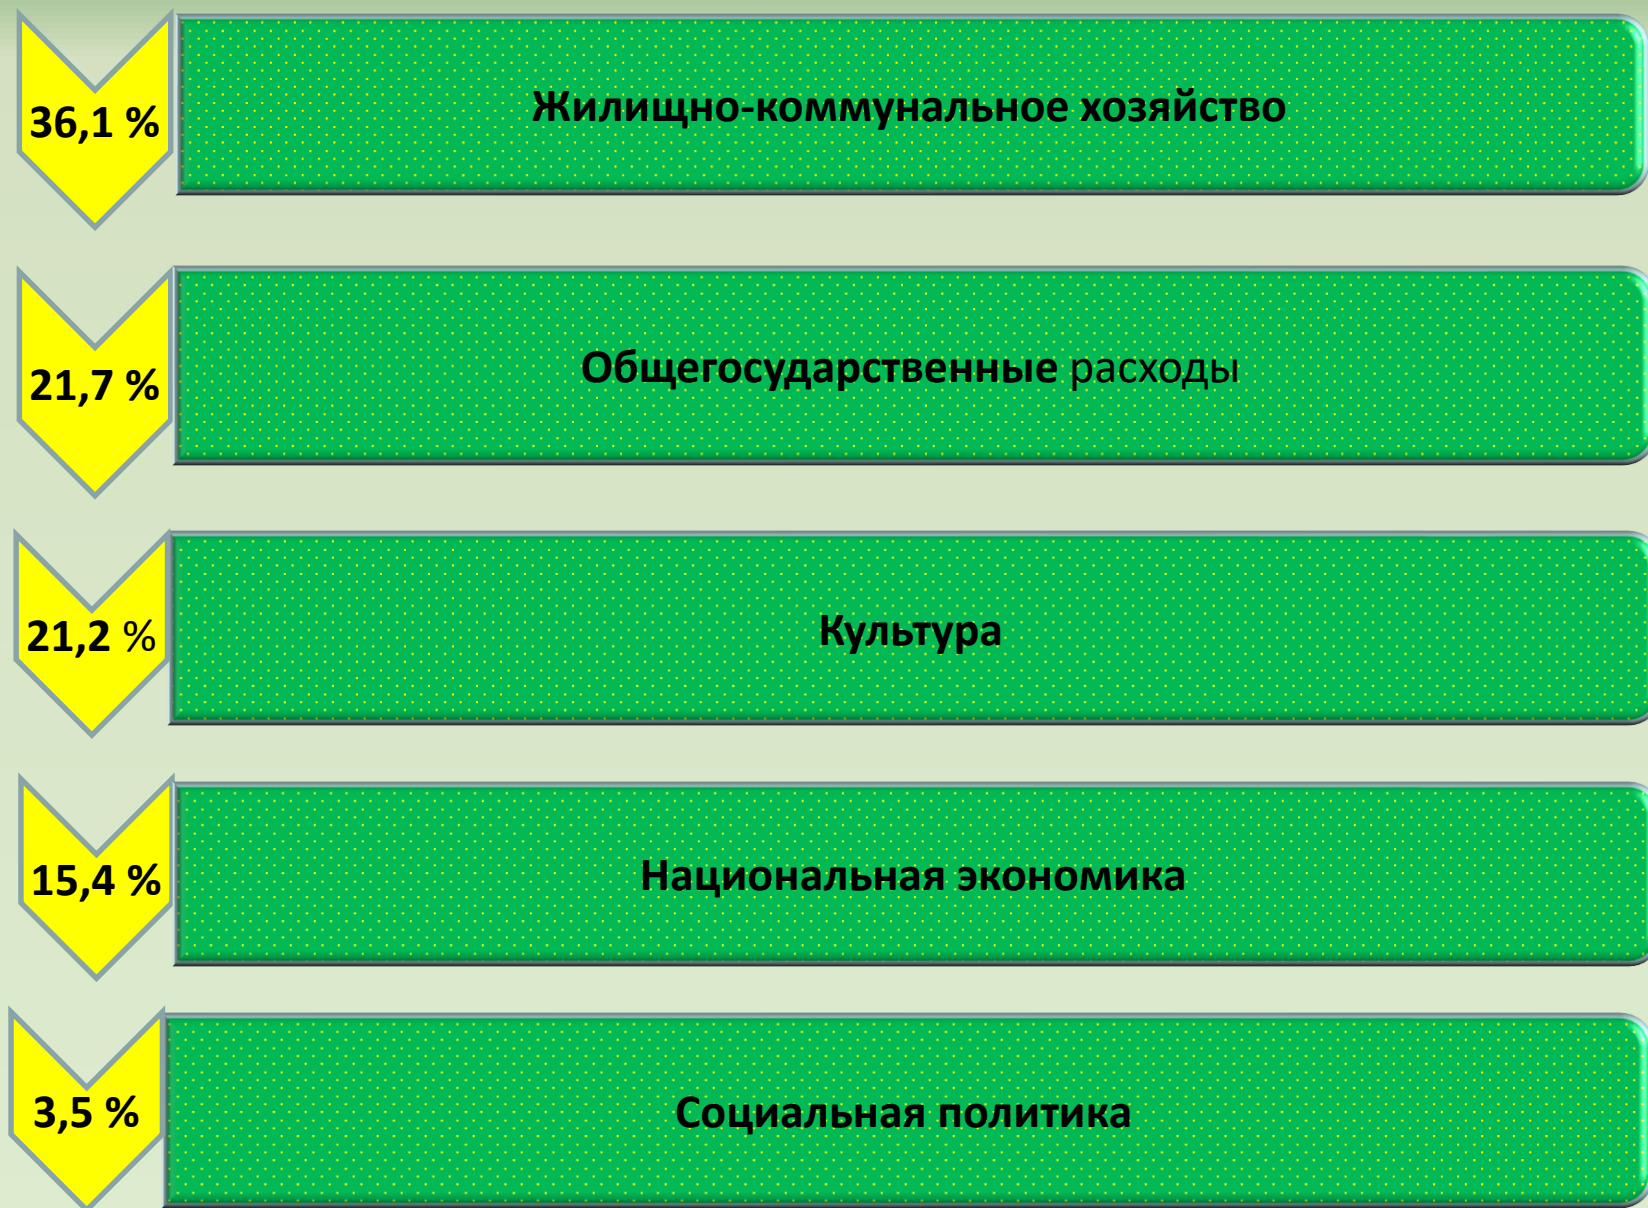 36,1 %
Жилищно-коммунальное хозяйство
21,7 %
Общегосударственные расходы
21,2 %
Культура
15,4 %
Национальная экономика
3,5 %
Социальная политика